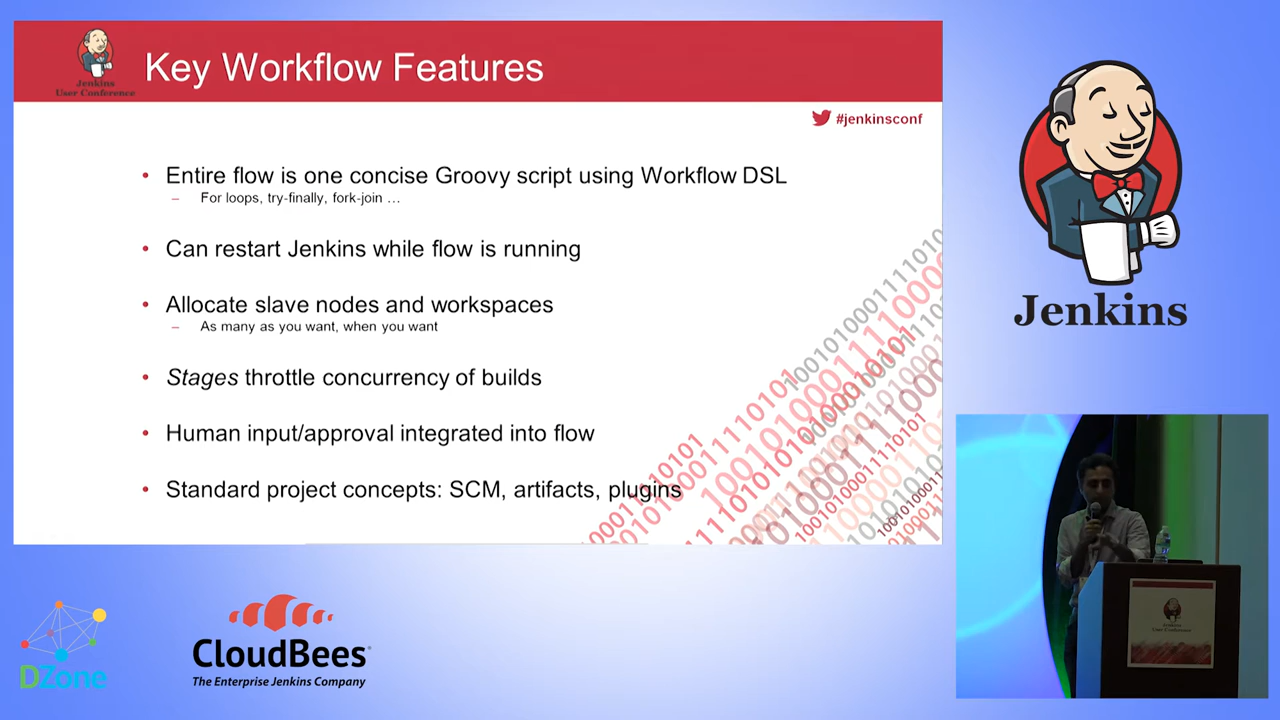 Jenkins
User Conference
Key Workflow Features
#jenkinsconf
• Entire flow is one concise Groovy script using Workflow DSL
– For loops, try-finally, fork-join …
• Can restart Jenkins while flow is running
• Allocate slave nodes and workspaces
– As many as you want, when you want
• Stages throttle concurrency of builds
• Human input/approval integrated into flow
• Standard project concepts: SCM, artifacts, plugins
Jenkins
DZone
CloudBees
The Enterprise Jenkins Company
Jenkins
User Conference